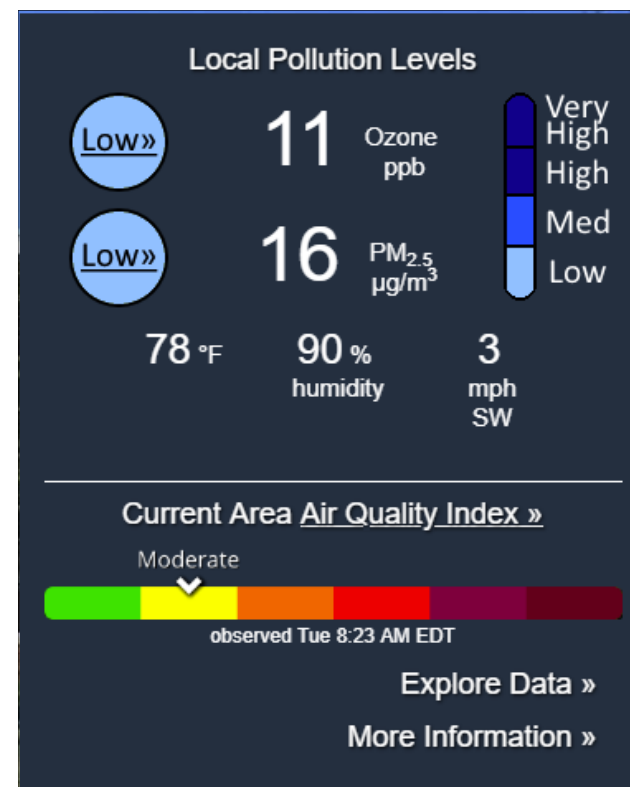 Local Pollution Levels
Low»
11
Ozone
ppb
Very
High
High
Med
Low
Low»
16
PM2.5
µg/m³
78 °F
90 %
humidity
3
mph
SW
Current Area Air Quality Index »
Moderate
observed Tue 8:23 AM EDT
Explore Data »
More Information »